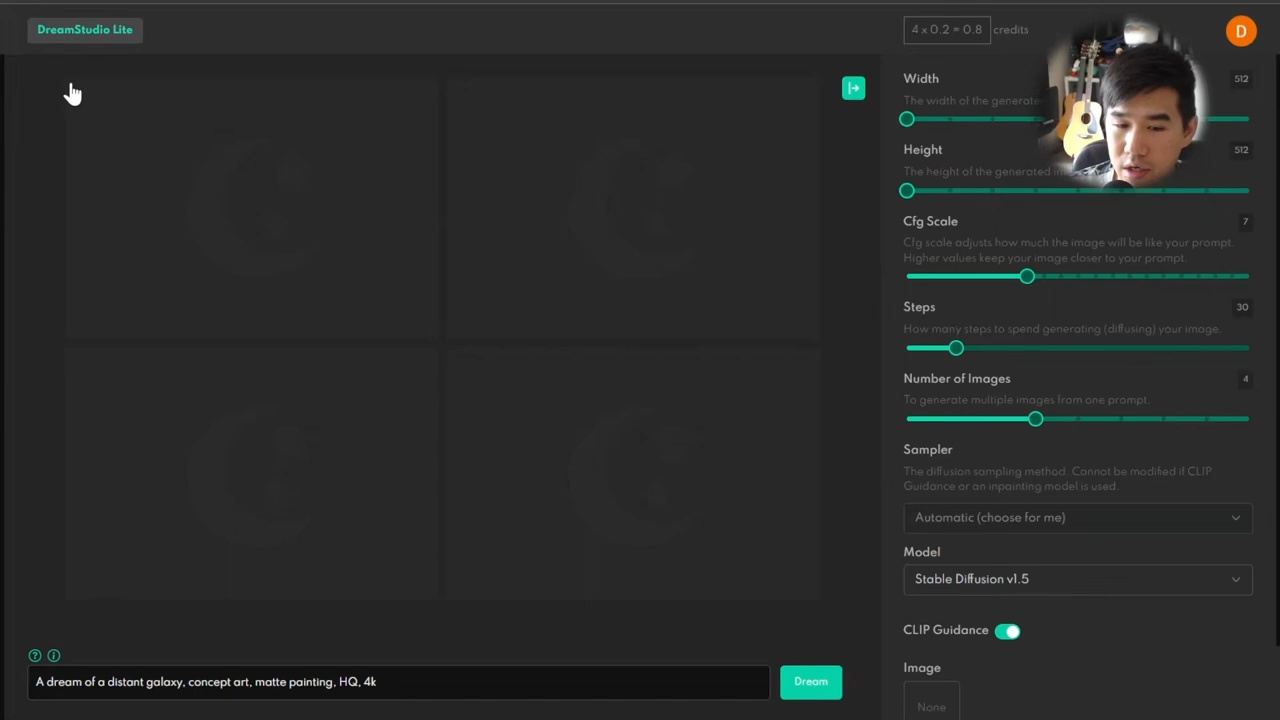 DreamStudio Lite
4 x 0.2 = 0.8 credits
D
Width
512
The width of the generated
Height
512
The height of the generated
Cfg Scale
7
Cfg scale adjusts how much the image will be like your prompt.
Higher values keep your image closer to your prompt.
Steps
30
How many steps to spend generating (diffusing) your image.
Number of Images
4
To generate multiple images from one prompt.
Sampler
The diffusion sampling method. Cannot be modified if CLIP
Guidance or an inpainting model is used.
Automatic (choose for me)
Model
Stable Diffusion v1.5
CLIP Guidance
Image
None
A dream of a distant galaxy, concept art, matte painting, HQ, 4k
Dream